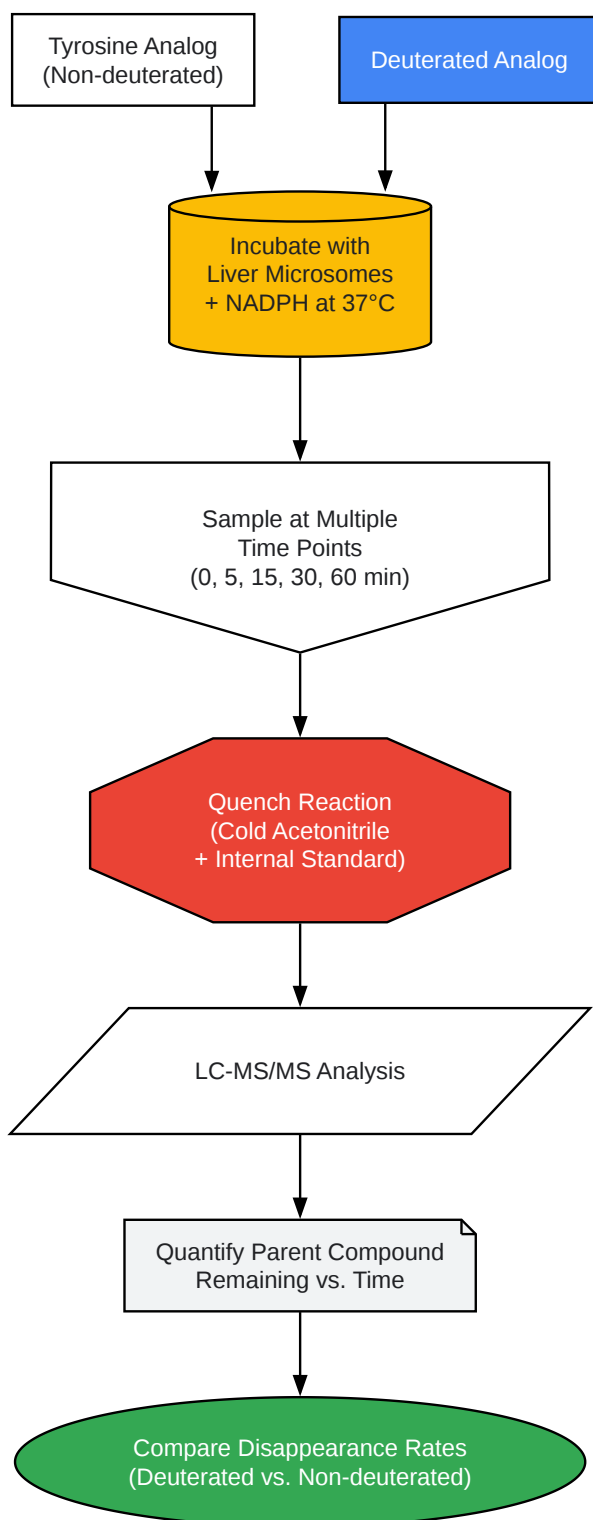 Tyrosine Analog
(Non-deuterated)
Deuterated Analog
Incubate with
Liver Microsomes
+ NADPH at 37°C
Sample at Multiple
Time Points
(0, 5, 15, 30, 60 min)
Quench Reaction
(Cold Acetonitrile
+ Internal Standard)
LC-MS/MS Analysis
Quantify Parent Compound
Remaining vs. Time
Compare Disappearance Rates
(Deuterated vs. Non-deuterated)